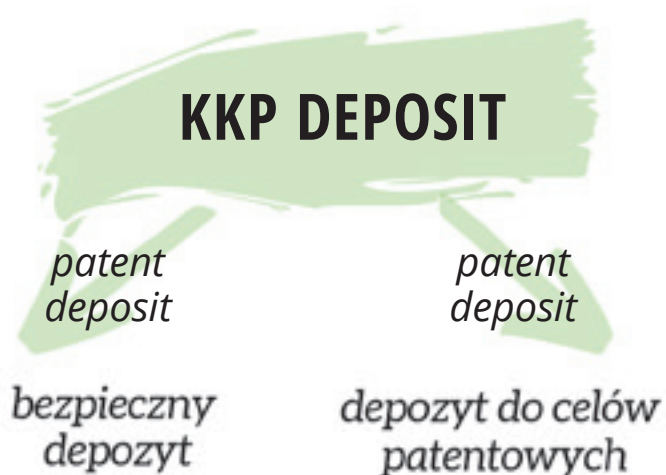 KKP DEPOSIT
patent
deposit
patent
deposit
bezpieczny
depozyt
depozyt do celów
patentowych